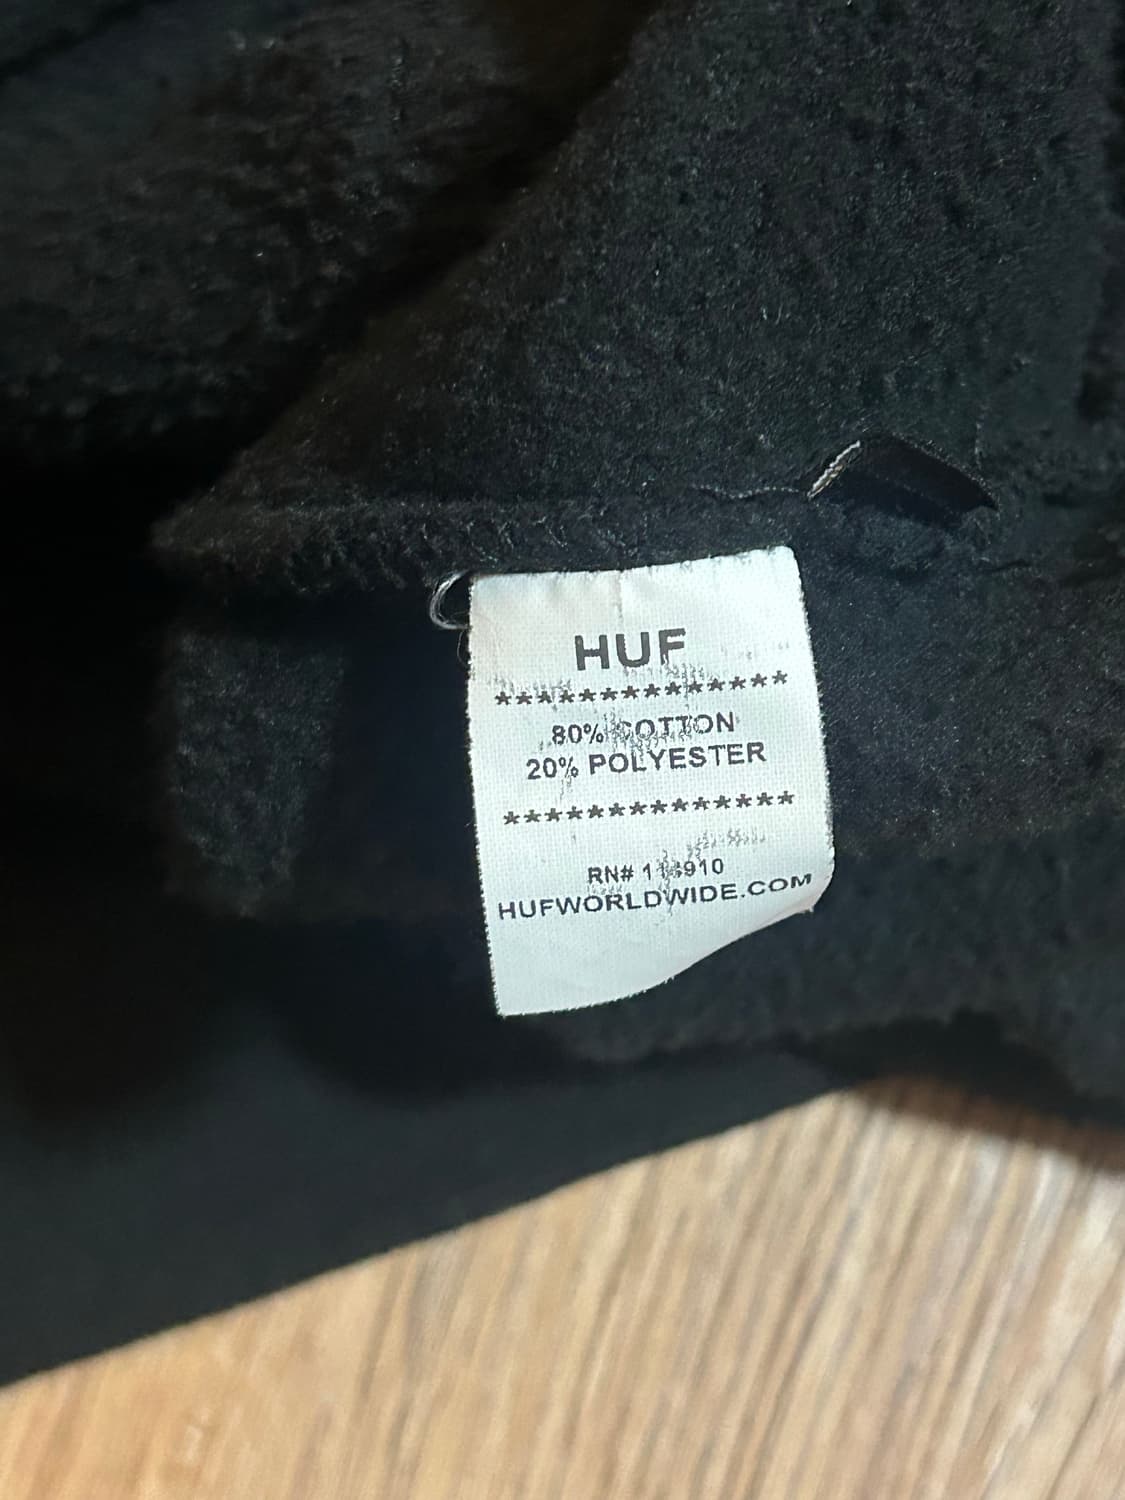 HUF
**************
80% COTTON
20% POLYESTER
**************
RN#
HUFWORLDWIDE.COM